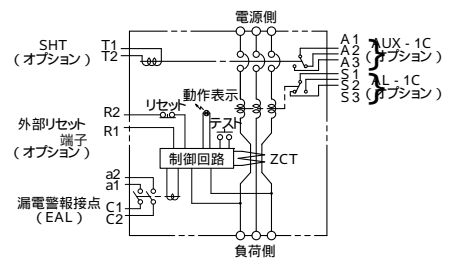 電源側
SHT
(オプション)
T1
T2
A1
A2
A3
AUX-1C
(オプション)
S1
S2
S3
AL-1C
(オプション)
動作表示
リセット
テスト
R2
R1
外部リセット
端子
(オプション)
制御回路
ZCT
a2
a1
漏電警報接点
(EAL)
C1
C2
負荷側